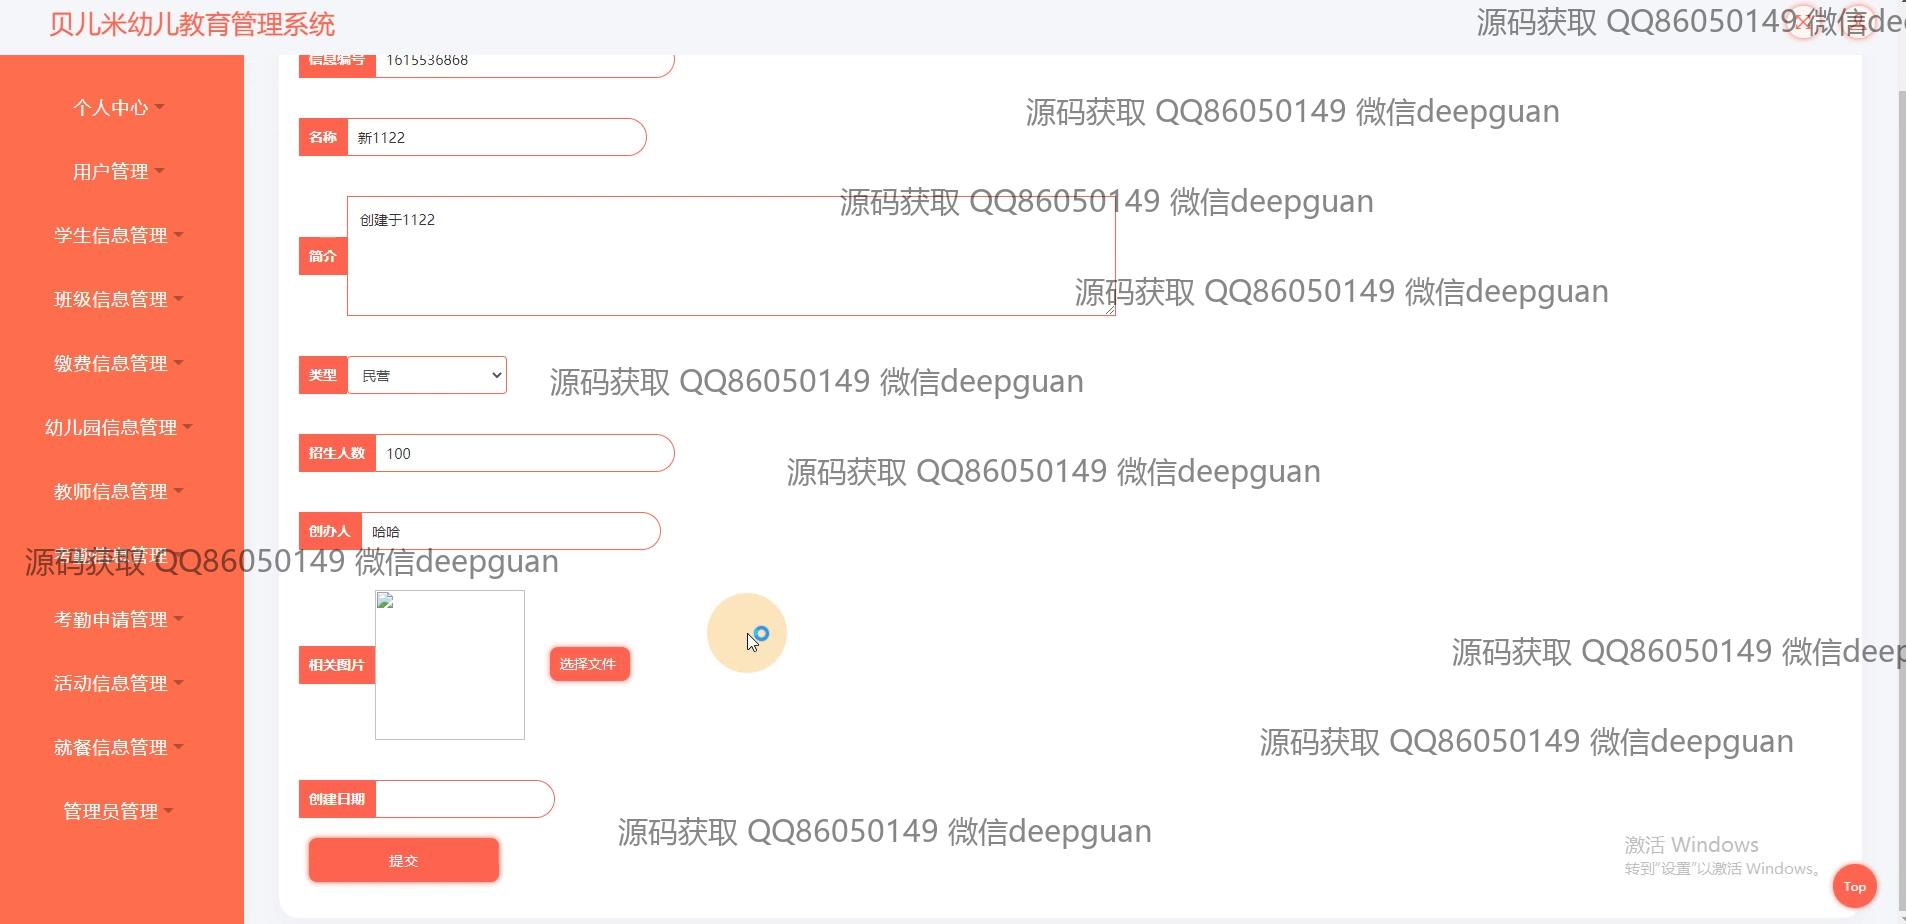 贝儿米幼儿教育管理系统
源码获取 QQ86050149 微信de
个人中心
用户管理
学生信息管理
班级信息管理
缴费信息管理
幼儿园信息管理
教师信息管理
考勤信息管理
考勤申请管理
活动信息管理
就餐信息管理
管理员管理
信息编号 1615536868
源码获取 QQ86050149 微信deepguan
名称 新1122
源码获取 QQ86050149 微信deepguan
简介 创建于1122
源码获取 QQ86050149 微信deepguan
类型 民营
源码获取 QQ86050149 微信deepguan
招生人数 100
源码获取 QQ86050149 微信deepguan
创办人 哈哈
源码获取 QQ86050149 微信deepguan
相关图片 选择文件
源码获取 QQ86050149 微信deep
源码获取 QQ86050149 微信deepguan
创建日期
源码获取 QQ86050149 微信deepguan
提交
激活 Windows
转到“设置”以激活 Windows。
Top